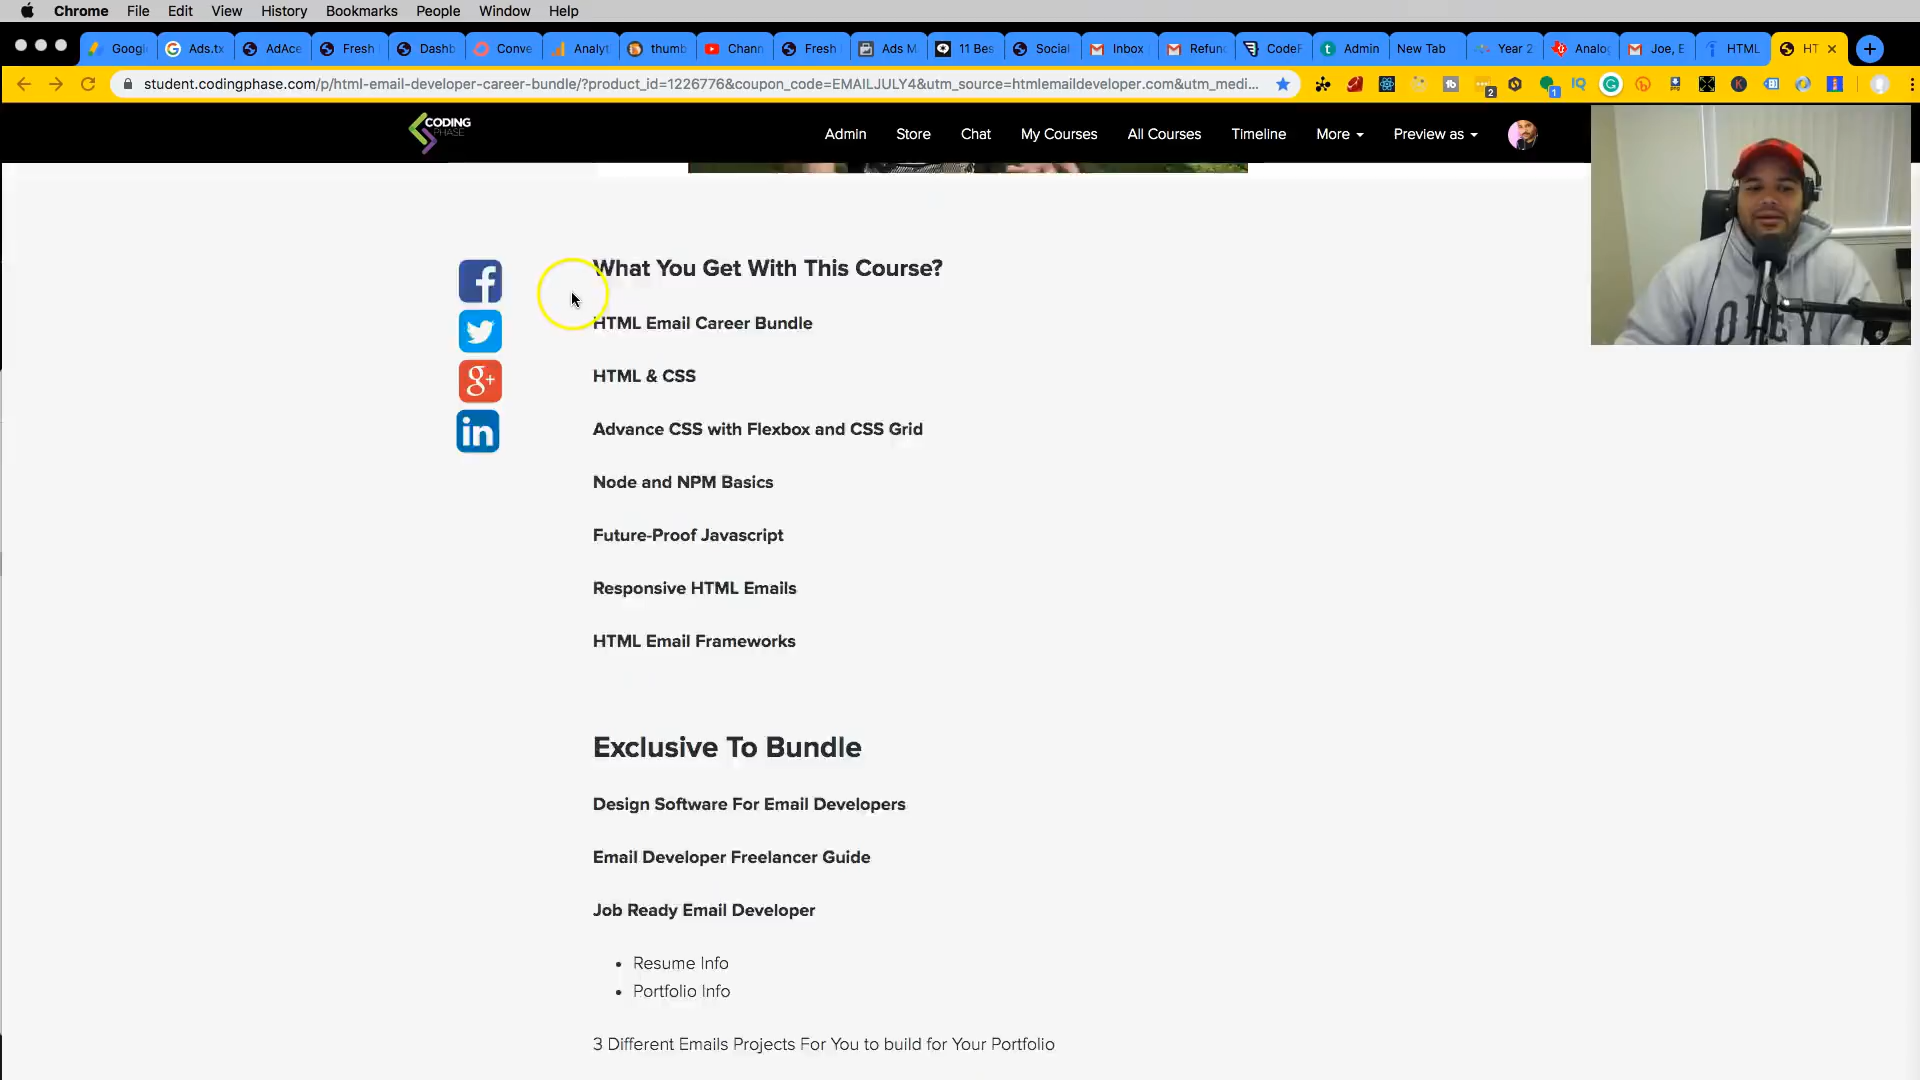 Chrome File Edit View History Bookmarks People Window Help
Googl Ads.tx AdAce Fresh Dashb Conve Analyt thumb Chann Fresh Ads M 11 Bes Social Inbox Refun CodeF Admin New Tab Year 2 Analo Joe, E HTML HT
student.codingphase.com/p/html-email-developer-career-bundle/?product_id=1226776&coupon_code=EMAILJULY4&utm_source=htmlemaildeveloper.com&utm_medi...
CODING PHASE Admin Store Chat My Courses All Courses Timeline More Preview as
What You Get With This Course?
HTML Email Career Bundle
HTML & CSS
Advance CSS with Flexbox and CSS Grid
Node and NPM Basics
Future-Proof Javascript
Responsive HTML Emails
HTML Email Frameworks
Exclusive To Bundle
Design Software For Email Developers
Email Developer Freelancer Guide
Job Ready Email Developer
• Resume Info
• Portfolio Info
3 Different Emails Projects For You to build for Your Portfolio